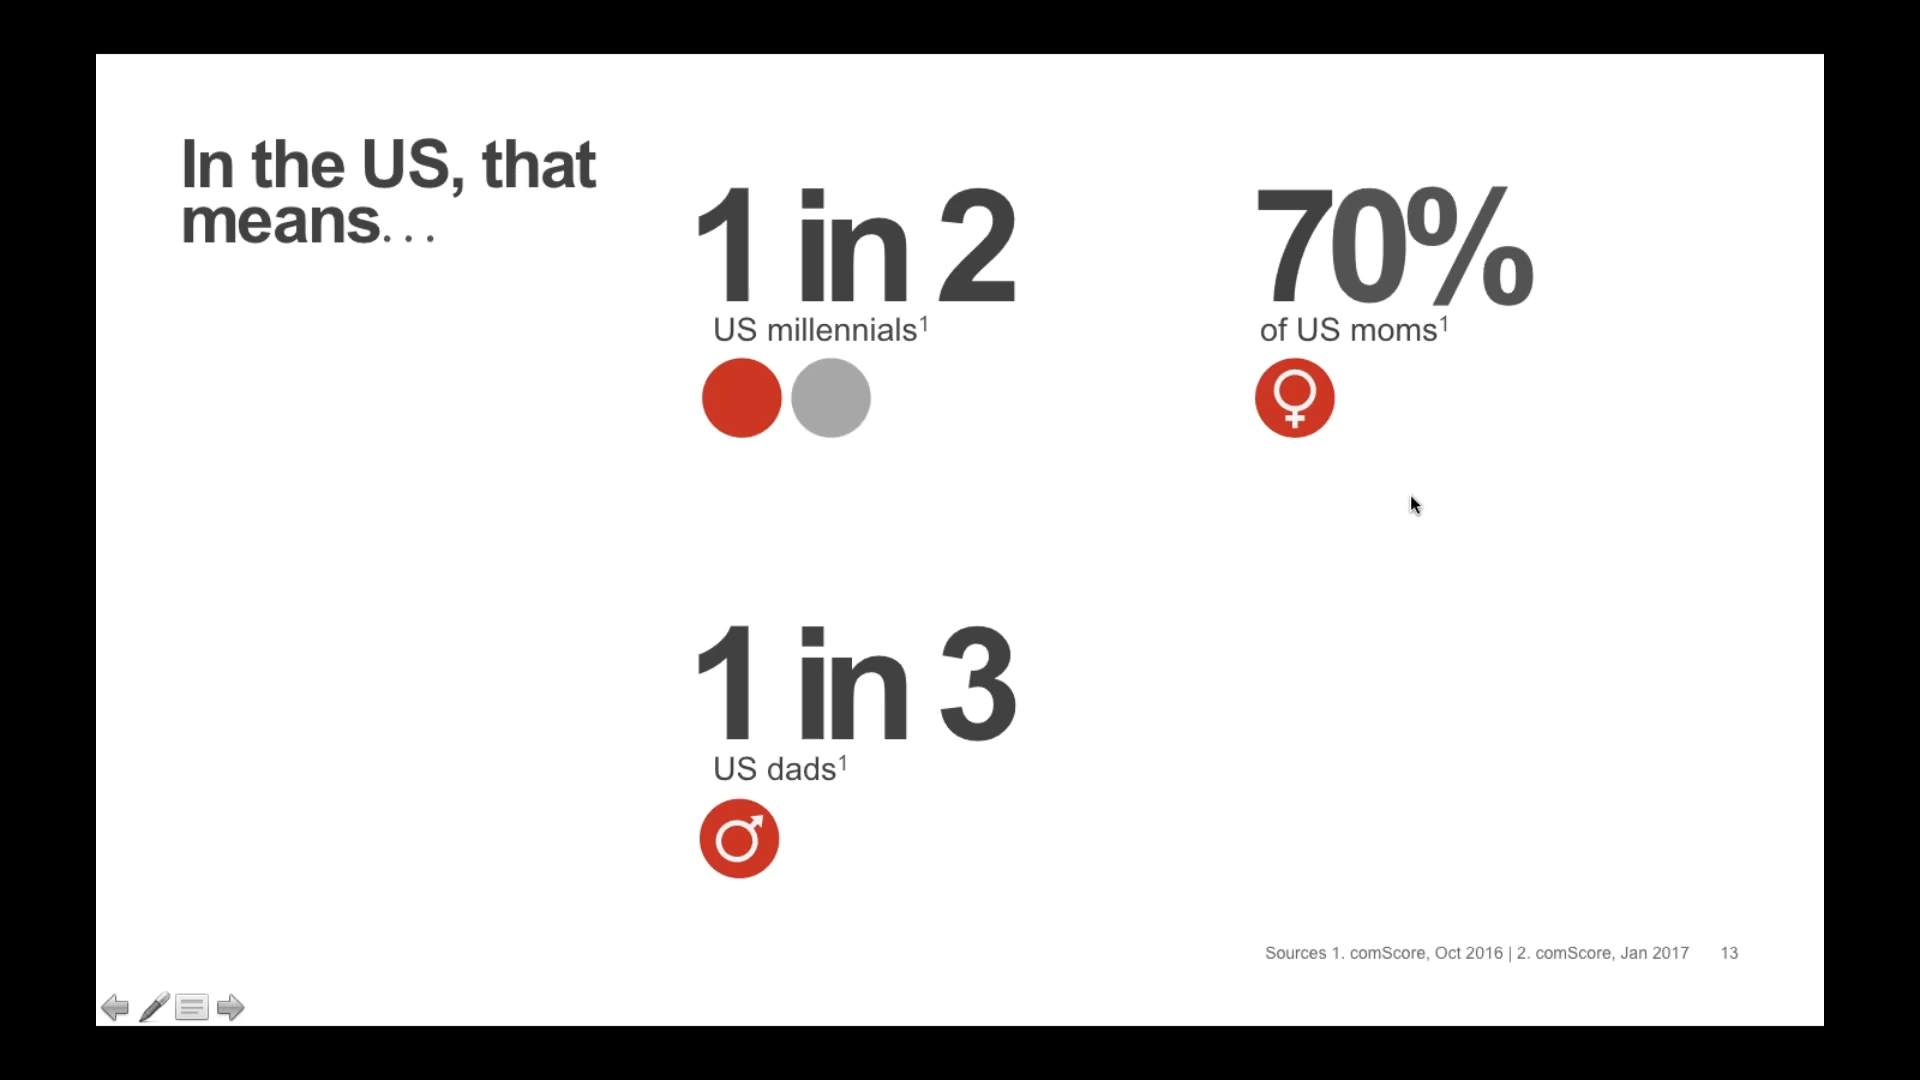 In the US, that
means...
1 in 2
US millennials¹
70%
of US moms¹
1 in 3
US dads¹
Sources 1. comScore, Oct 2016 | 2. comScore, Jan 2017 13